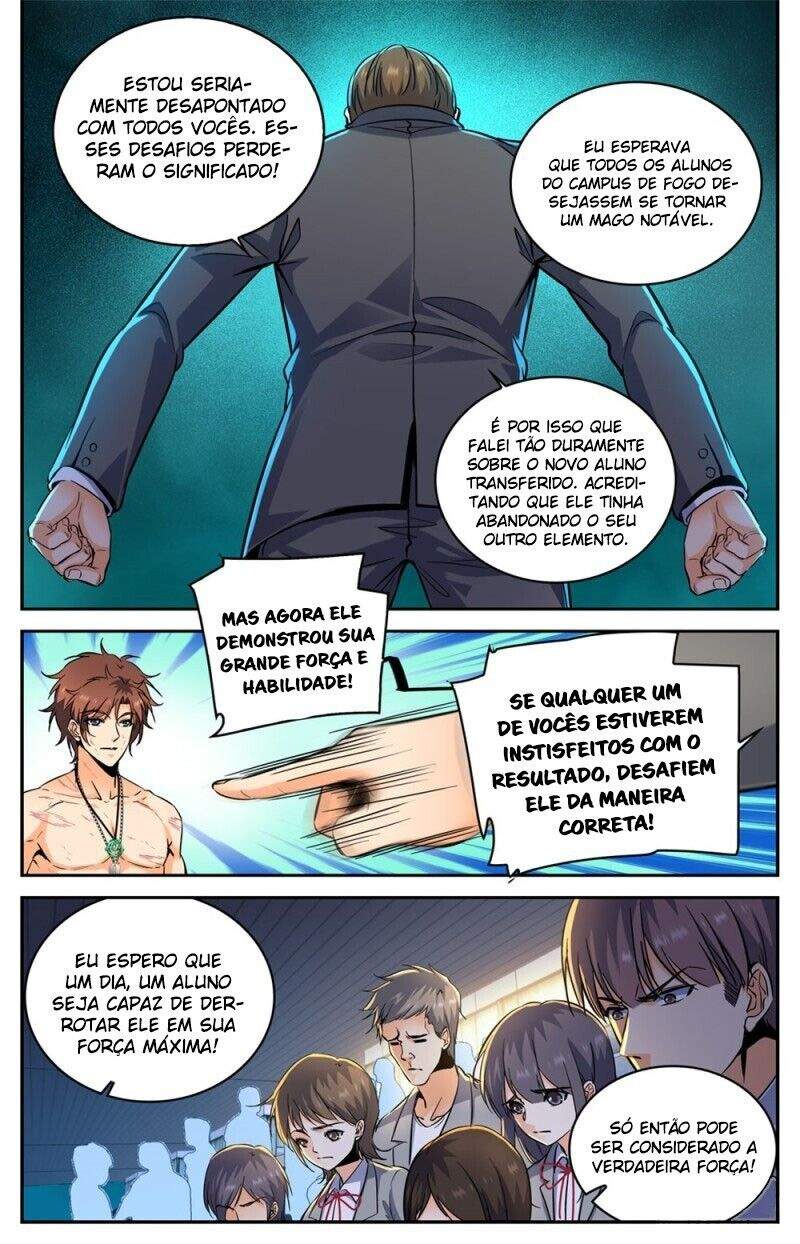 ESTOU SERIA-
MENTE DESAPONTADO
COM TODOS VOCÊS. ES-
SES DESAFIOS PERDE-
RAM O SIGNIFICADO!
EU ESPERAVA
QUE TODOS OS ALUNOS
DO CAMPUS DE FOGO DE-
SEJASSEM SE TORNAR
UM MAGO NOTÁVEL.
É POR ISSO QUE
FALEI TÃO DURAMENTE
SOBRE O NOVO ALUNO
TRANSFERIDO. ACREDI-
TANDO QUE ELE TINHA
ABANDONADO O SEU
OUTRO ELEMENTO.
MAS AGORA ELE
DEMONSTROU SUA
GRANDE FORÇA E
HABILIDADE!
SE QUALQUER UM
DE VOCÊS ESTIVEREM
INSTISFEITOS COM O
RESULTADO, DESAFIEM
ELE DA MANEIRA
CORRETA!
EU ESPERO QUE
UM DIA, UM ALUNO
SEJA CAPAZ DE DER-
ROTAR ELE EM SUA
FORÇA MÁXIMA!
SÓ ENTÃO PODE
SER CONSIDERADO A
VERDADEIRA FORÇA!